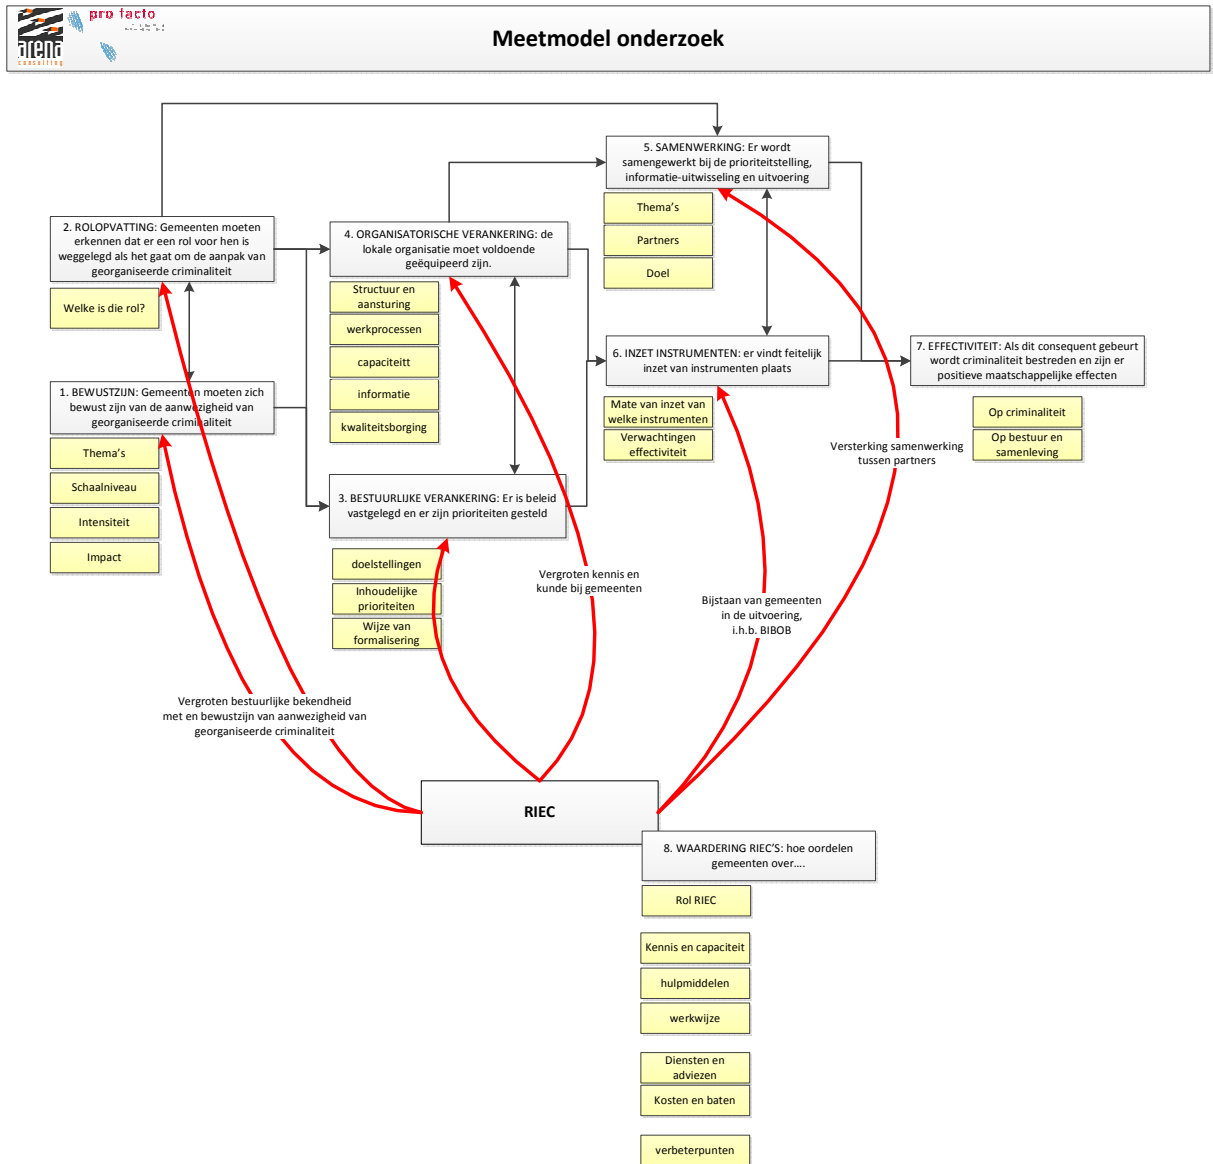 pro facto
arena
consulting
Meetmodel onderzoek
5. SAMENWERKING: Er wordt
samengewerkt bij de prioriteitstelling,
informatie-uitwisseling en uitvoering
Thema's
Partners
Doel
2. ROLOPVATTING: Gemeenten moeten
erkennen dat er een rol voor hen is
weggelegd als het gaat om de aanpak van
georganiseerde criminaliteit
Welke is die rol?
4. ORGANISATORISCHE VERANKERING: de
lokale organisatie moet voldoende
geëquipeerd zijn.
Structuur en
aansturing
werkprocessen
capaciteitt
informatie
kwaliteitsborging
6. INZET INSTRUMENTEN: er vindt feitelijk
inzet van instrumenten plaats
Mate van inzet van
welke instrumenten
Verwachtingen
effectiviteit
7. EFFECTIVITEIT: Als dit consequent gebeurt
wordt criminaliteit bestreden en zijn er
positieve maatschappelijke effecten
Op criminaliteit
Op bestuur en
samenleving
1. BEWUSTZIJN: Gemeenten moeten zich
bewust zijn van de aanwezigheid van
georganiseerde criminaliteit
Thema's
Schaalniveau
Intensiteit
Impact
3. BESTUURLIJKE VERANKERING: Er is beleid
vastgelegd en er zijn prioriteiten gesteld
doelstellingen
Inhoudelijke
prioriteiten
Wijze van
formalisering
Versterking samenwerking
tussen partners
Vergroten kennis en
kunde bij gemeenten
Bijstaan van gemeenten
in de uitvoering,
i.h.b. BIBOB
Vergroten bestuurlijke bekendheid
met en bewustzijn van aanwezigheid van
georganiseerde criminaliteit
RIEC
8. WAARDERING RIEC'S: hoe oordelen
gemeenten over....
Rol RIEC
Kennis en capaciteit
hulpmiddelen
werkwijze
Diensten en
adviezen
Kosten en baten
verbeterpunten